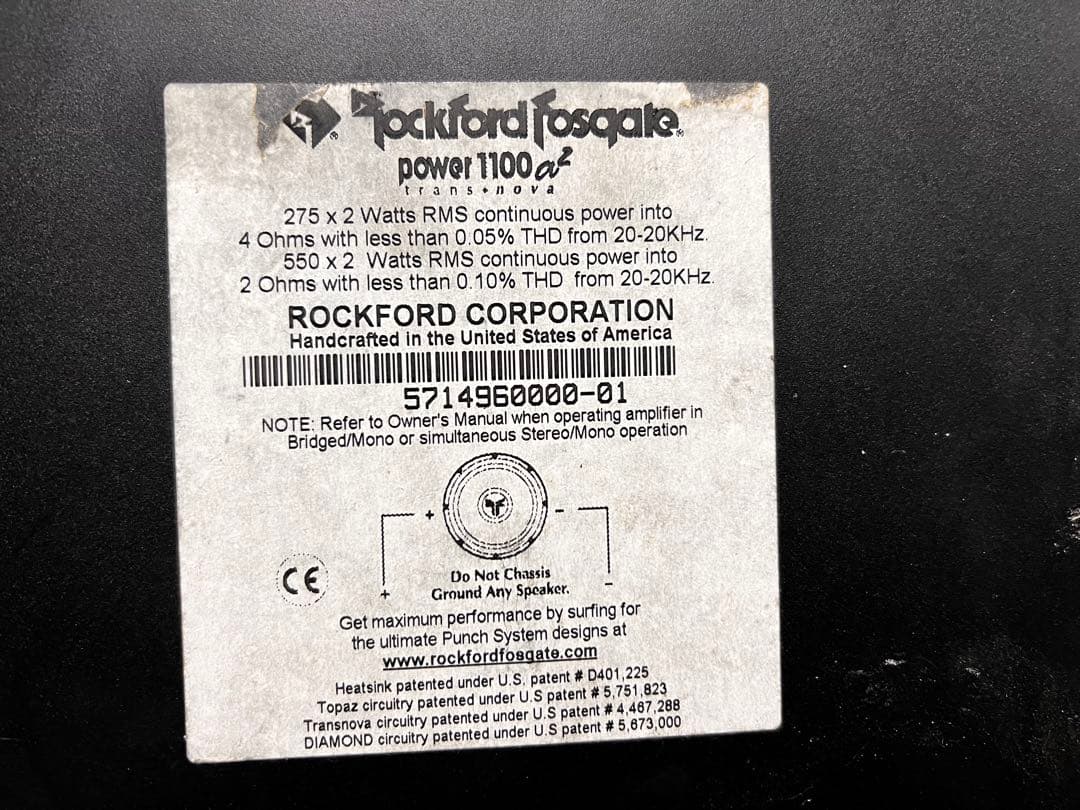 Rockford Fosgate®
power 1100 a²
trans•nova
275 x 2 Watts RMS continuous power into
4 Ohms with less than 0.05% THD from 20-20KHz.
550 x 2 Watts RMS continuous power into
2 Ohms with less than 0.10% THD from 20-20KHz.
ROCKFORD CORPORATION
Handcrafted in the United States of America
5714960000-01
NOTE: Refer to Owner's Manual when operating amplifier in
Bridged/Mono or simultaneous Stereo/Mono operation
+ -
+ -
Do Not Chassis
Ground Any Speaker.
CE
Get maximum performance by surfing for
the ultimate Punch System designs at
www.rockfordfosgate.com
Heatsink patented under U.S. patent # D401,225
Topaz circuitry patented under U.S patent # 5,751,823
Transnova circuitry patented under U.S patent # 4,467,288
DIAMOND circuitry patented under U.S patent # 5,673,000